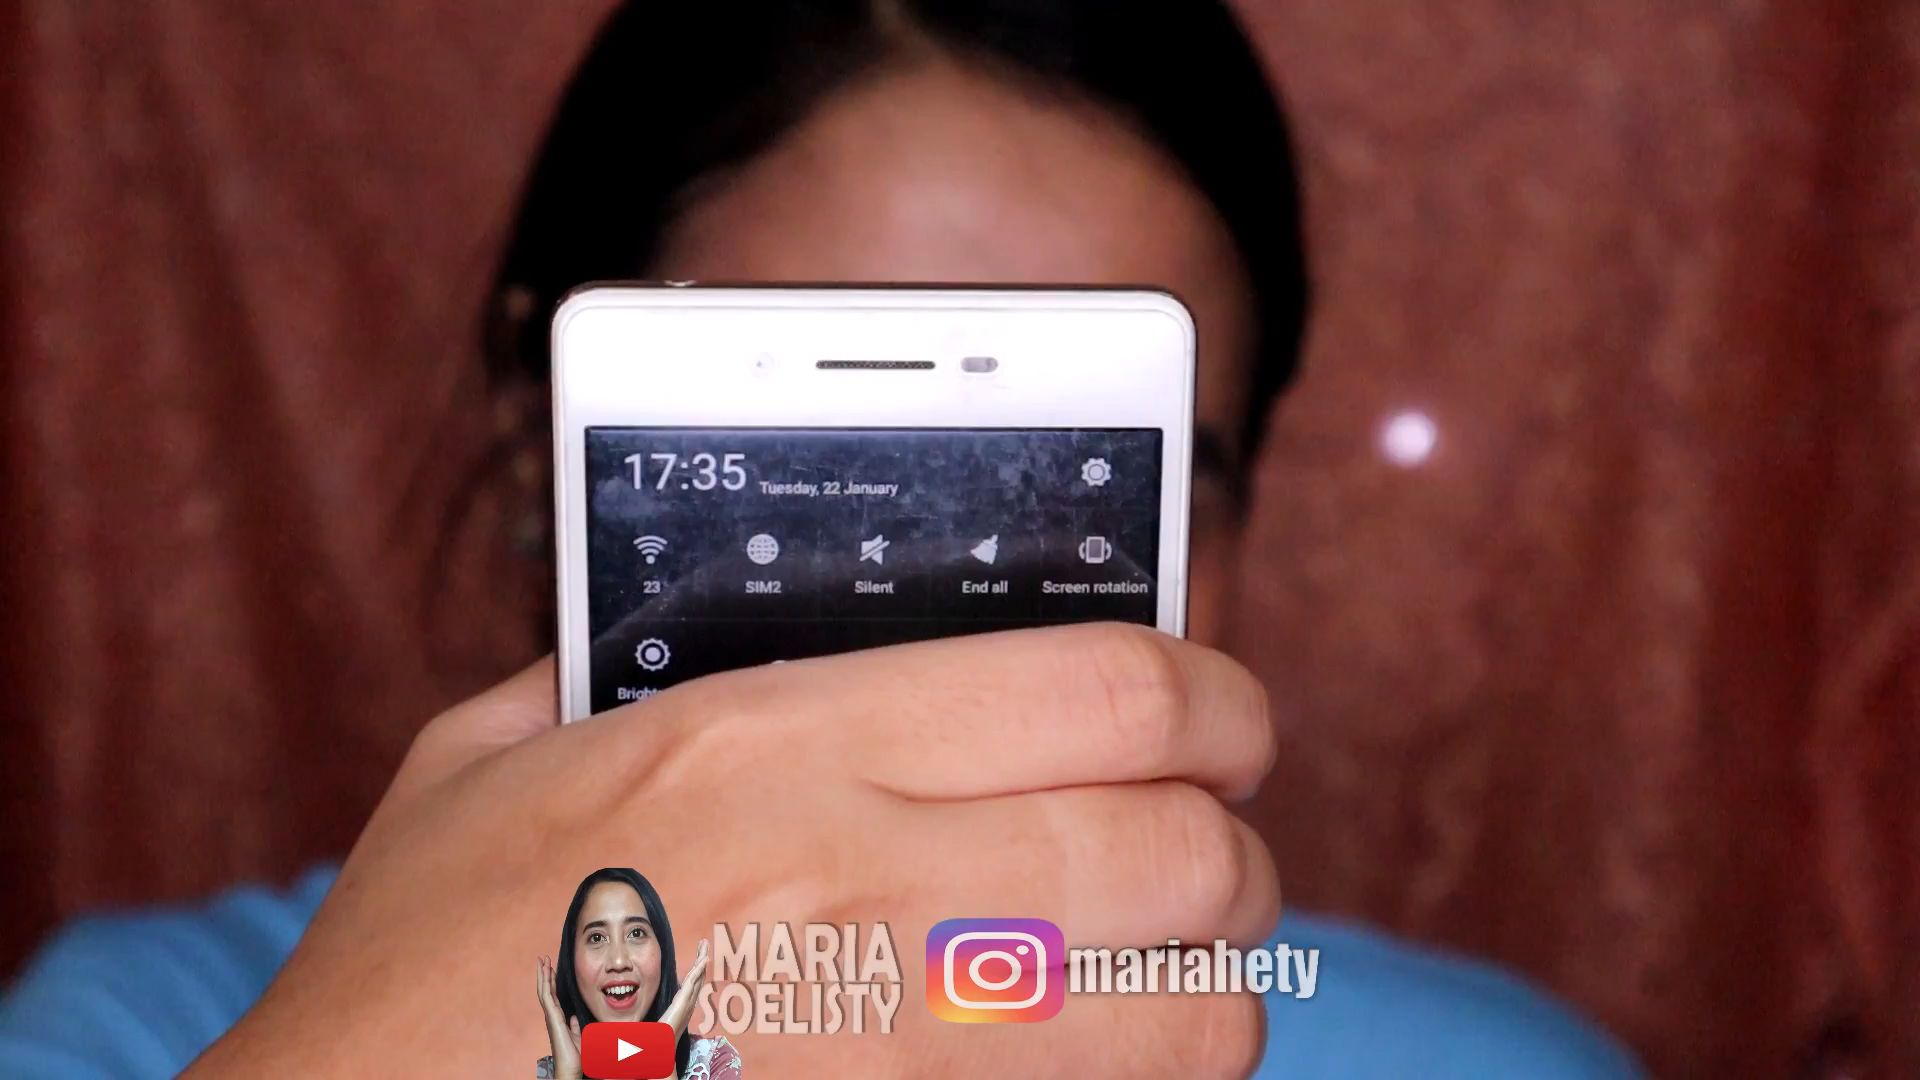 17:35 Tuesday, 22 January
23 SIM2 Silent End all Screen rotation
MARIA
SOELISTY
mariahety